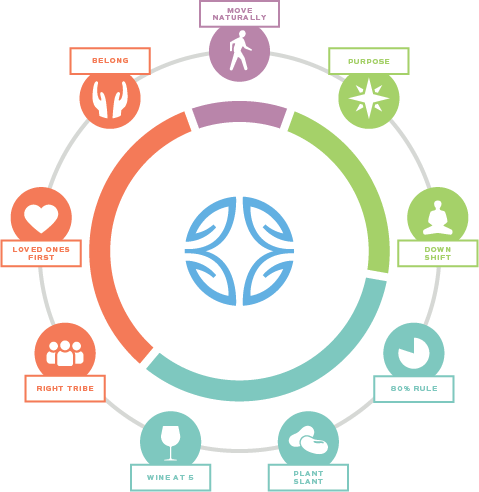 MOVE
NATURALLY
BELONG
PURPOSE
LOVED ONES
FIRST
DOWN
SHIFT
RIGHT TRIBE
80% RULE
WINE AT 5
PLANT
SLANT